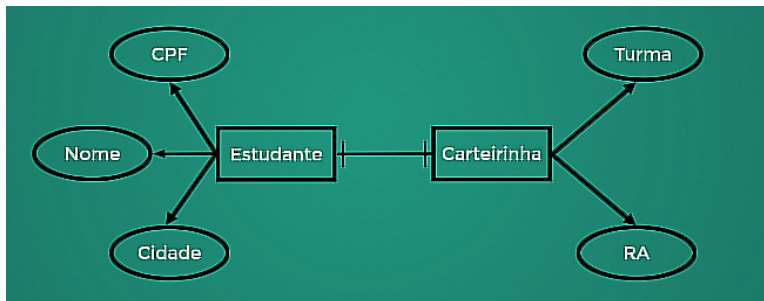 CPF
Turma
Nome
Estudante
Carteirinha
Cidade
RA